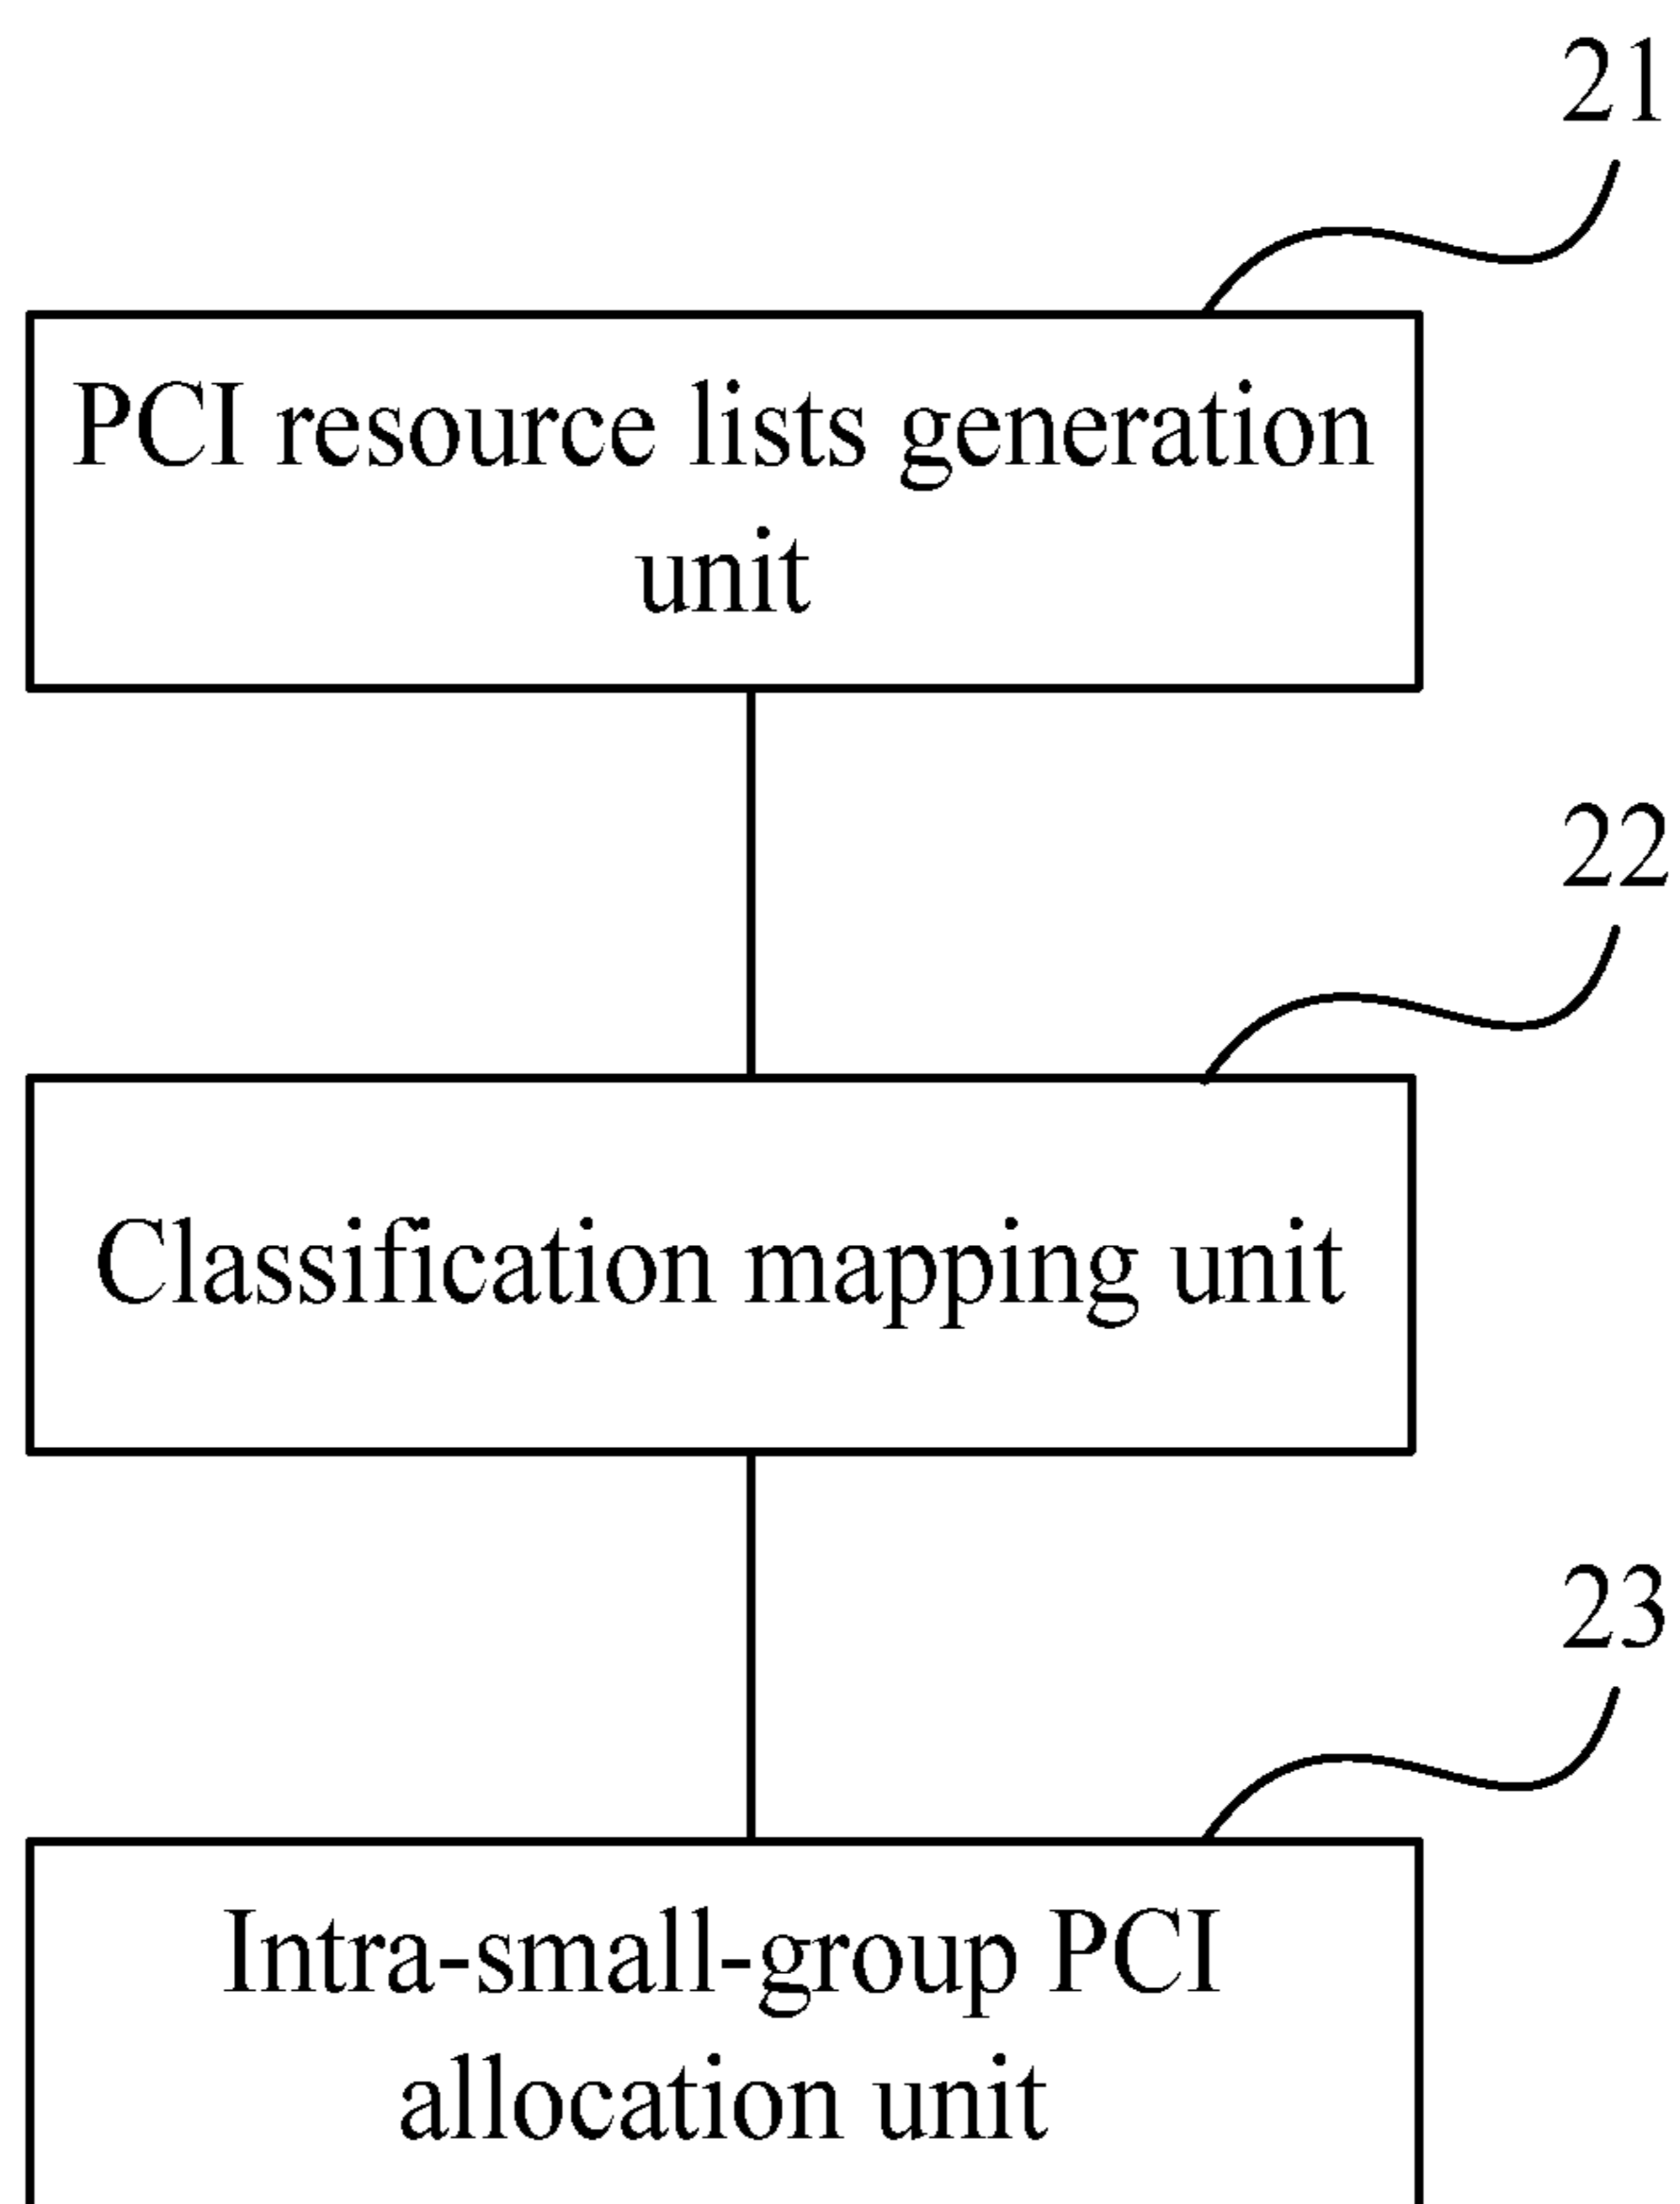 21
PCI resource lists generation
unit
22
Classification mapping unit
23
Intra-small-group PCI
allocation unit